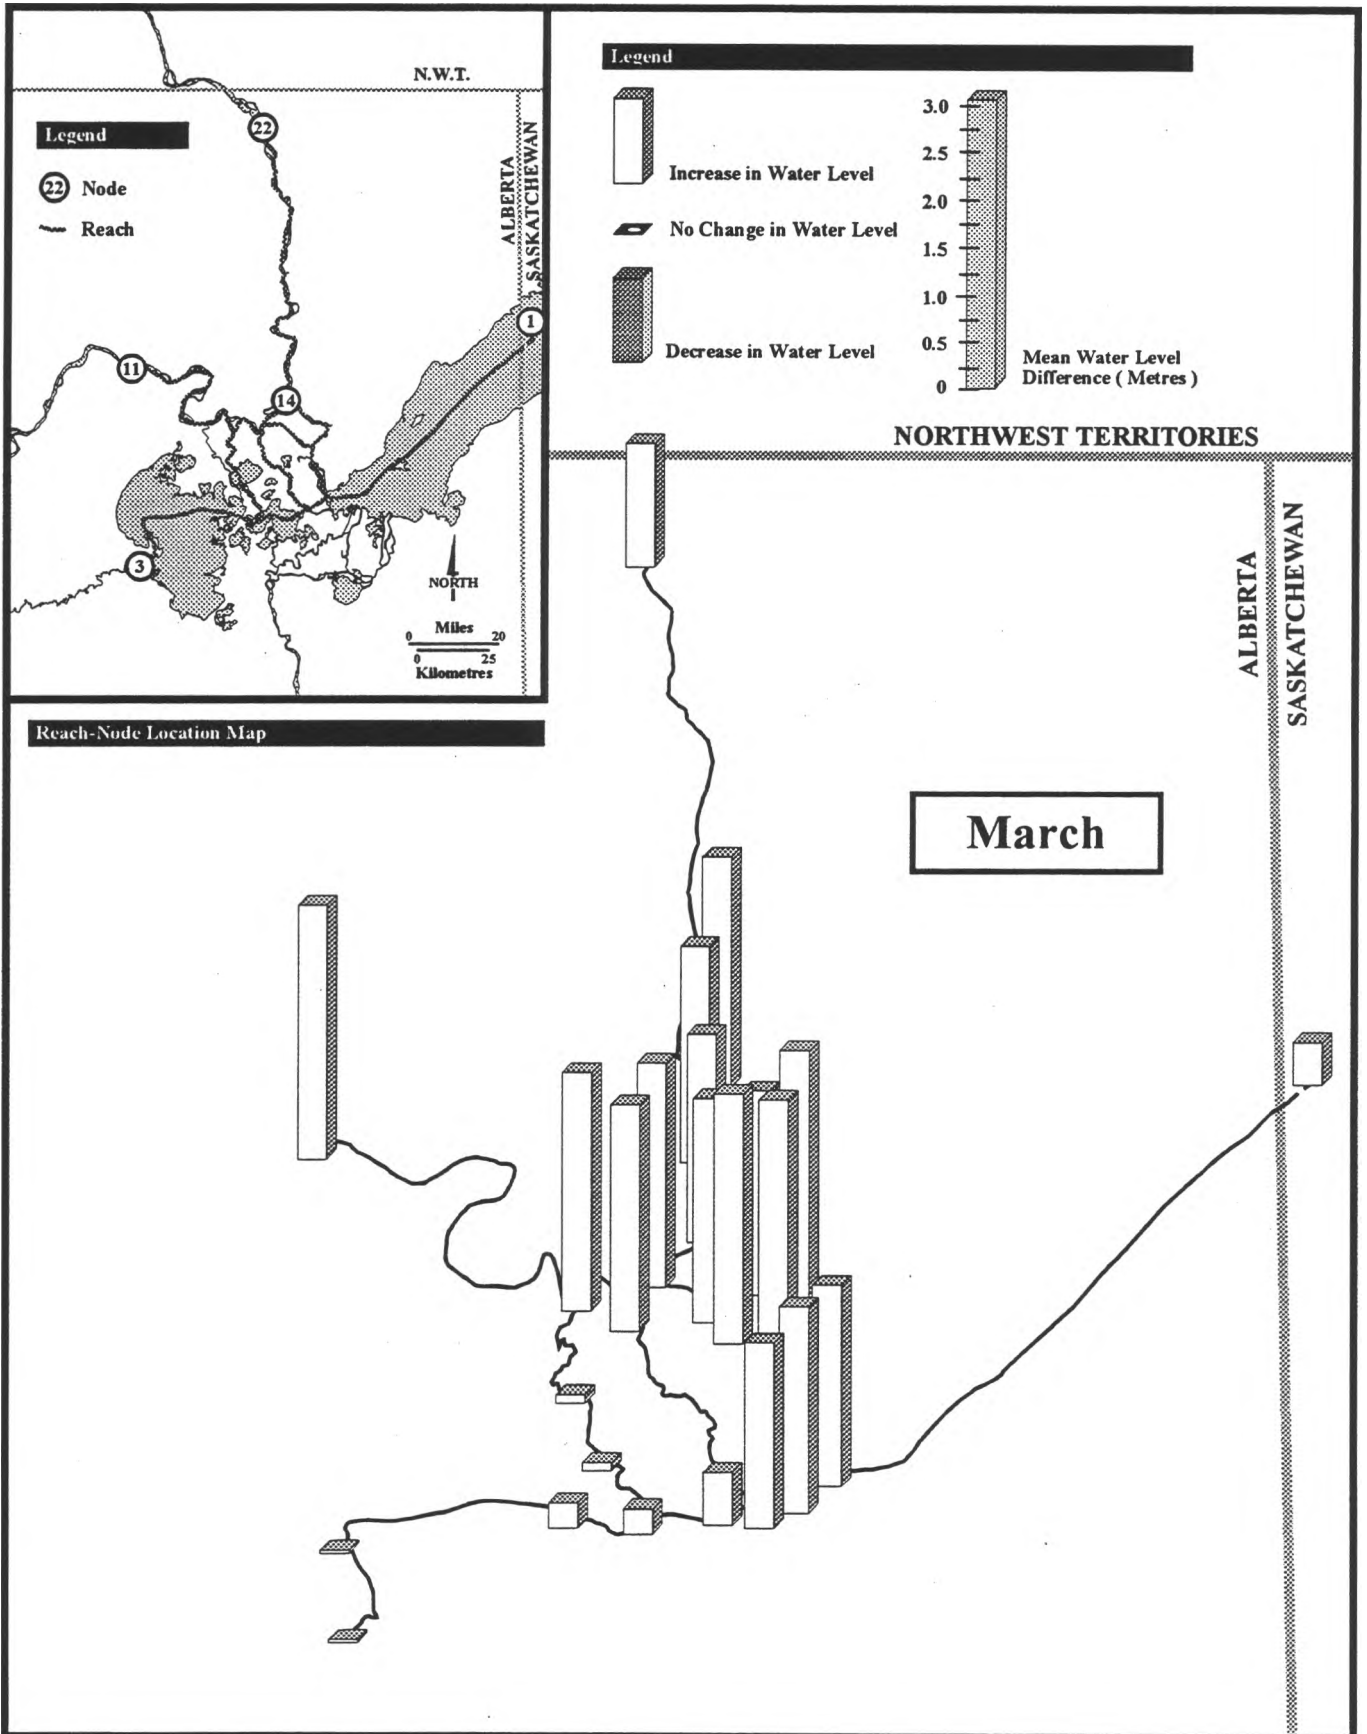 N.W.T.
Legend
22
22 Node
Reach
ALBERTA
SASKATCHEWAN
1
11
14
3
NORTH
Miles
0 20
0 25
Kilometres
Reach-Node Location Map
Legend
Increase in Water Level
No Change in Water Level
Decrease in Water Level
3.0
2.5
2.0
1.5
1.0
0.5
0
Mean Water Level
Difference ( Metres )
NORTHWEST TERRITORIES
ALBERTA
SASKATCHEWAN
March